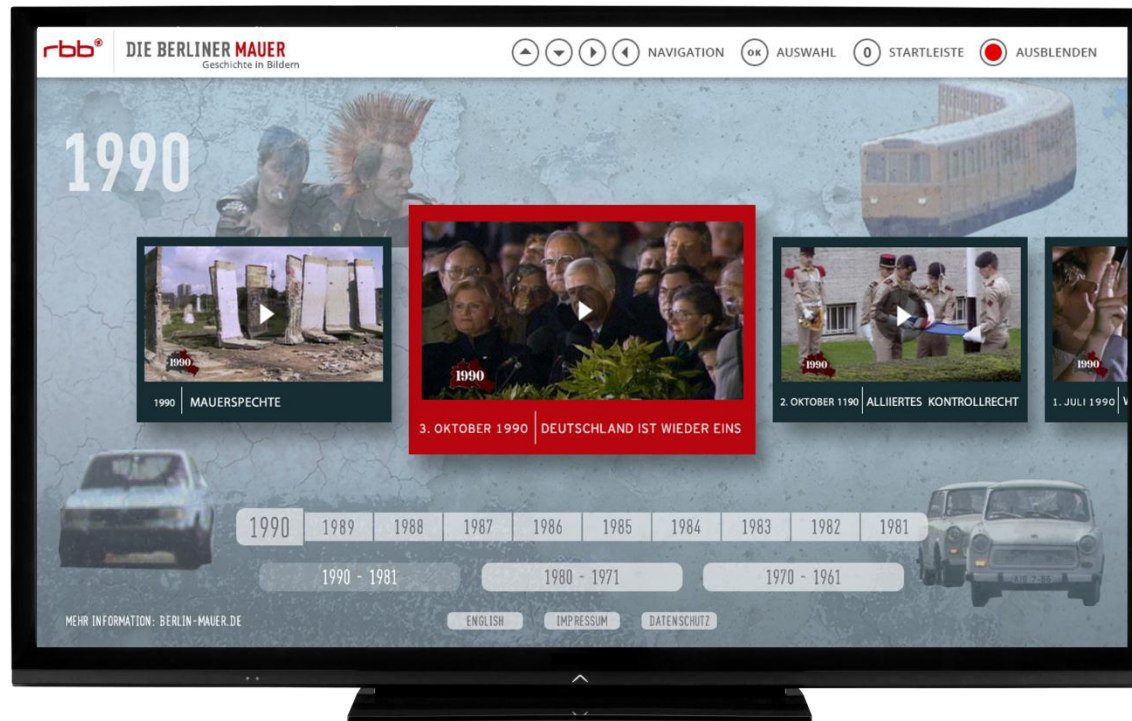 rbb
DIE BERLINER MAUER
Geschichte in Bildern
NAVIGATION
OK AUSWAHL
0 STARTLEISTE
AUSBLENDEN
1990
1990
1990 MAUERSPECHTE
1990
3. OKTOBER 1990 DEUTSCHLAND IST WIEDER EINS
1990
2. OKTOBER 1190 ALLIIERTES KONTROLLRECHT
1990
1. JULI 1990
1990 1989 1988 1987 1986 1985 1984 1983 1982 1981
1990 - 1981 1980 - 1971 1970 - 1961
MEHR INFORMATION: BERLIN-MAUER.DE
ENGLISH IMPRESSUM DATENSCHUTZ